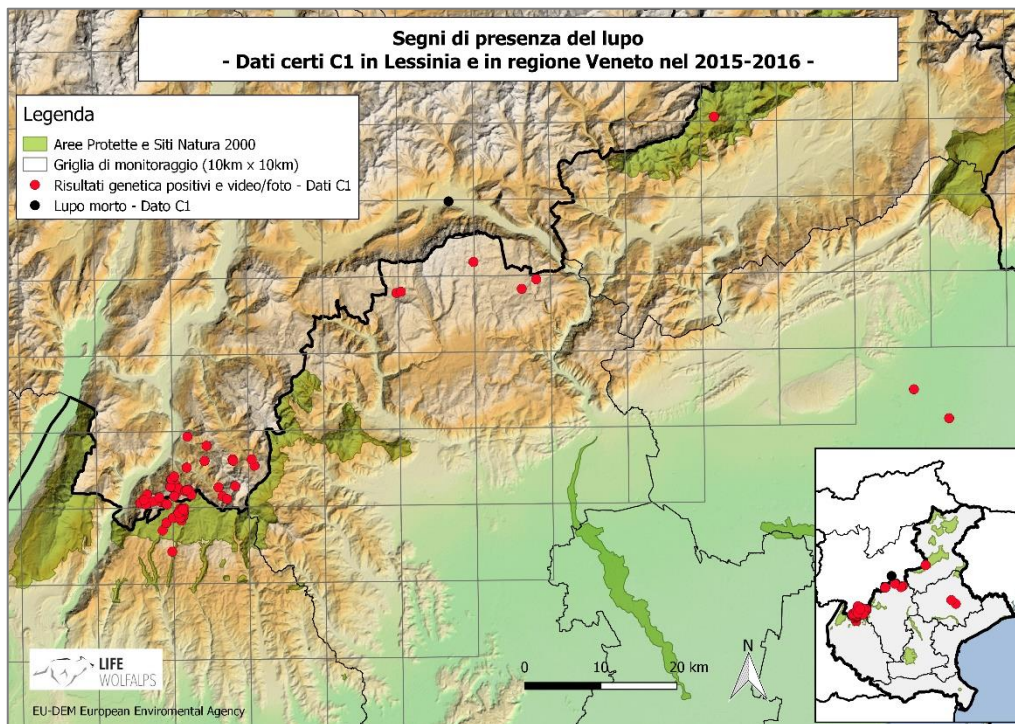 Segni di presenza del lupo
- Dati certi C1 in Lessinia e in regione Veneto nel 2015-2016 -
Legenda
Aree Protette e Siti Natura 2000
Griglia di monitoraggio (10km x 10km)
Risultati genetica positivi e video/foto - Dati C1
Lupo morto - Dato C1
N
0 10 20 km
LIFE
WOLFALPS
EU-DEM European Enviromental Agency